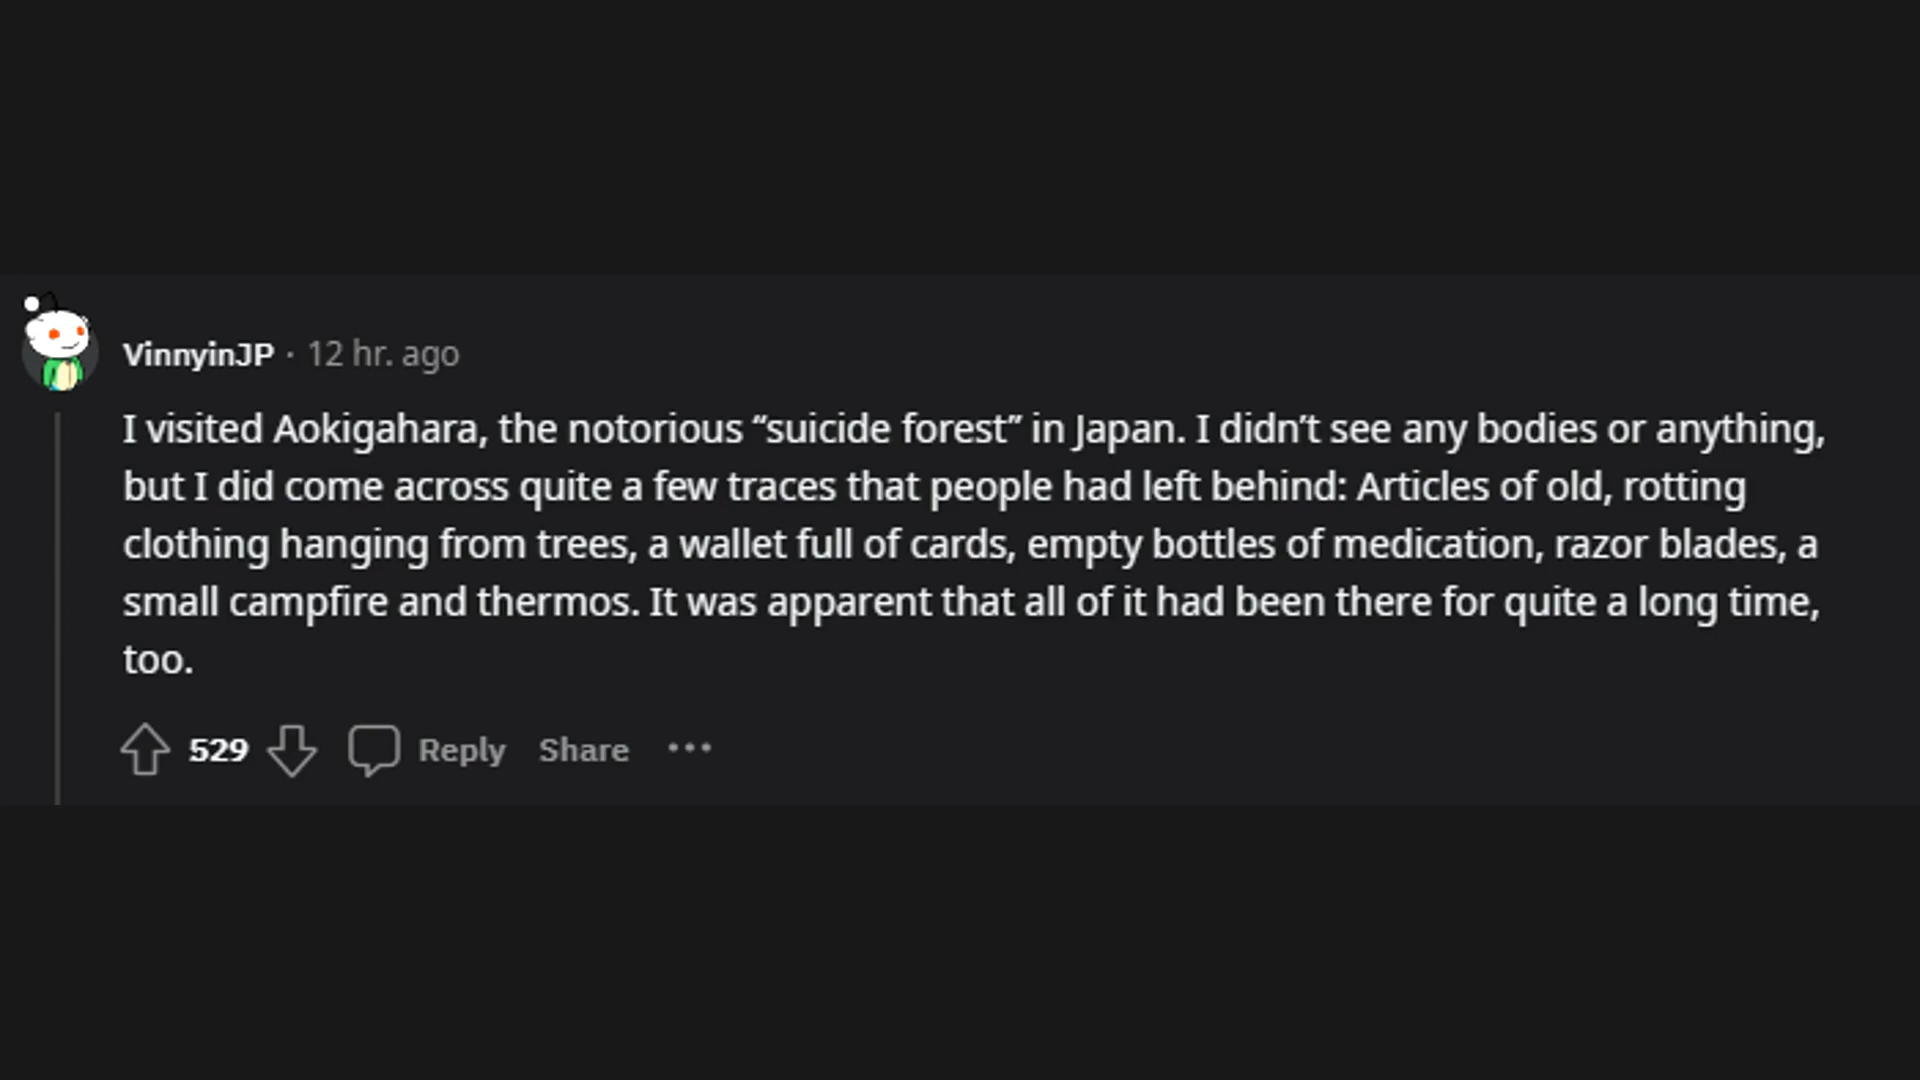 VinnyinJP · 12 hr. ago
I visited Aokigahara, the notorious “suicide forest” in Japan. I didn’t see any bodies or anything,
but I did come across quite a few traces that people had left behind: Articles of old, rotting
clothing hanging from trees, a wallet full of cards, empty bottles of medication, razor blades, a
small campfire and thermos. It was apparent that all of it had been there for quite a long time,
too.
529 Reply Share ···